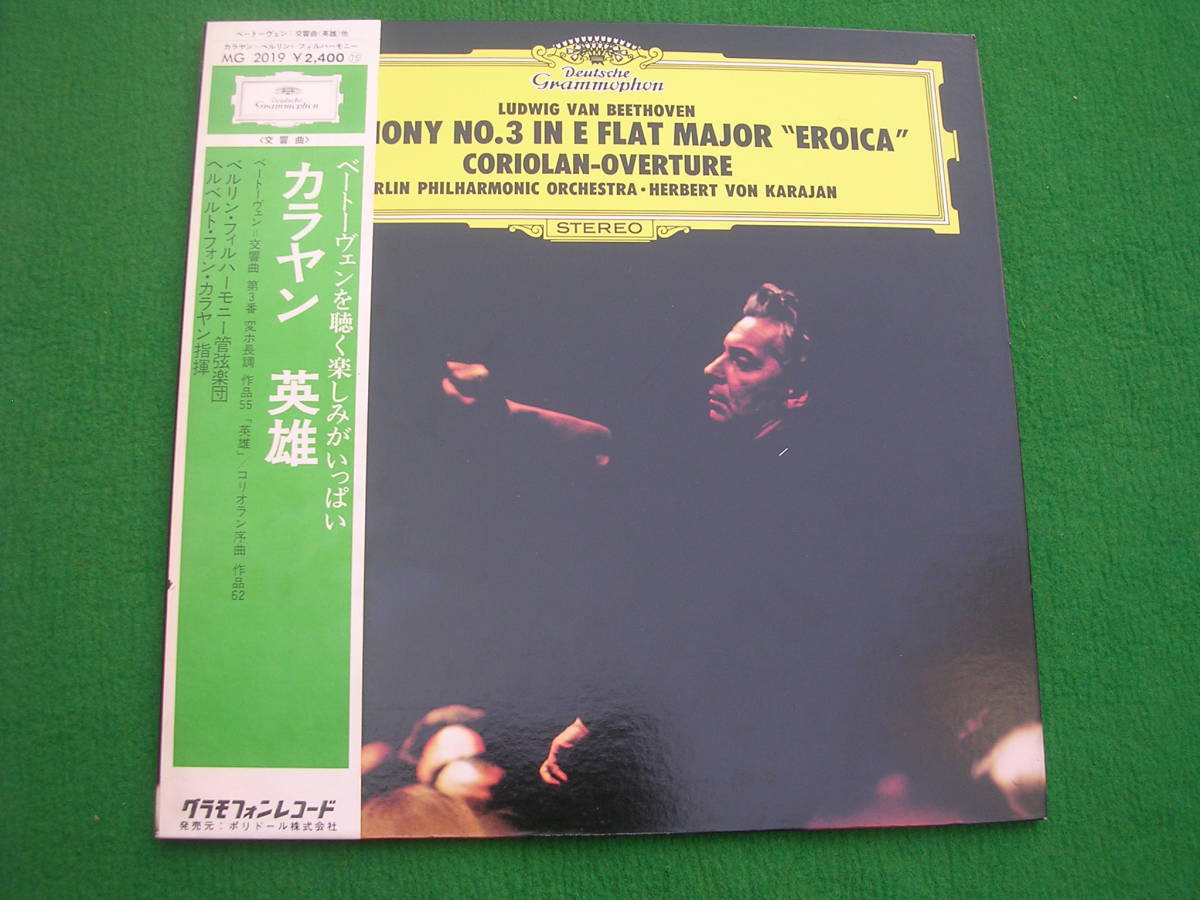 ベートーヴェン:交響曲《英雄》他
カラヤン=ベルリン・フィルハーモニー
MG 2019 ¥2,400
Deutsche
Grammophon
〈交響曲〉
ベートーヴェンを聴く楽しみがいっぱい
カラヤン 英雄
ベートーヴェン=交響曲 第3番 変ホ長調 作品55「英雄」/コリオラン序曲 作品62
ベルリン・フィルハーモニー管弦楽団
ヘルベルト・フォン・カラヤン指揮
グラモフォンレコード
発売元:ポリドール株式会社
Deutsche
Grammophon
LUDWIG VAN BEETHOVEN
HONY NO.3 IN E FLAT MAJOR "EROICA"
CORIOLAN-OVERTURE
RLIN PHILHARMONIC ORCHESTRA·HERBERT VON KARAJAN
STEREO